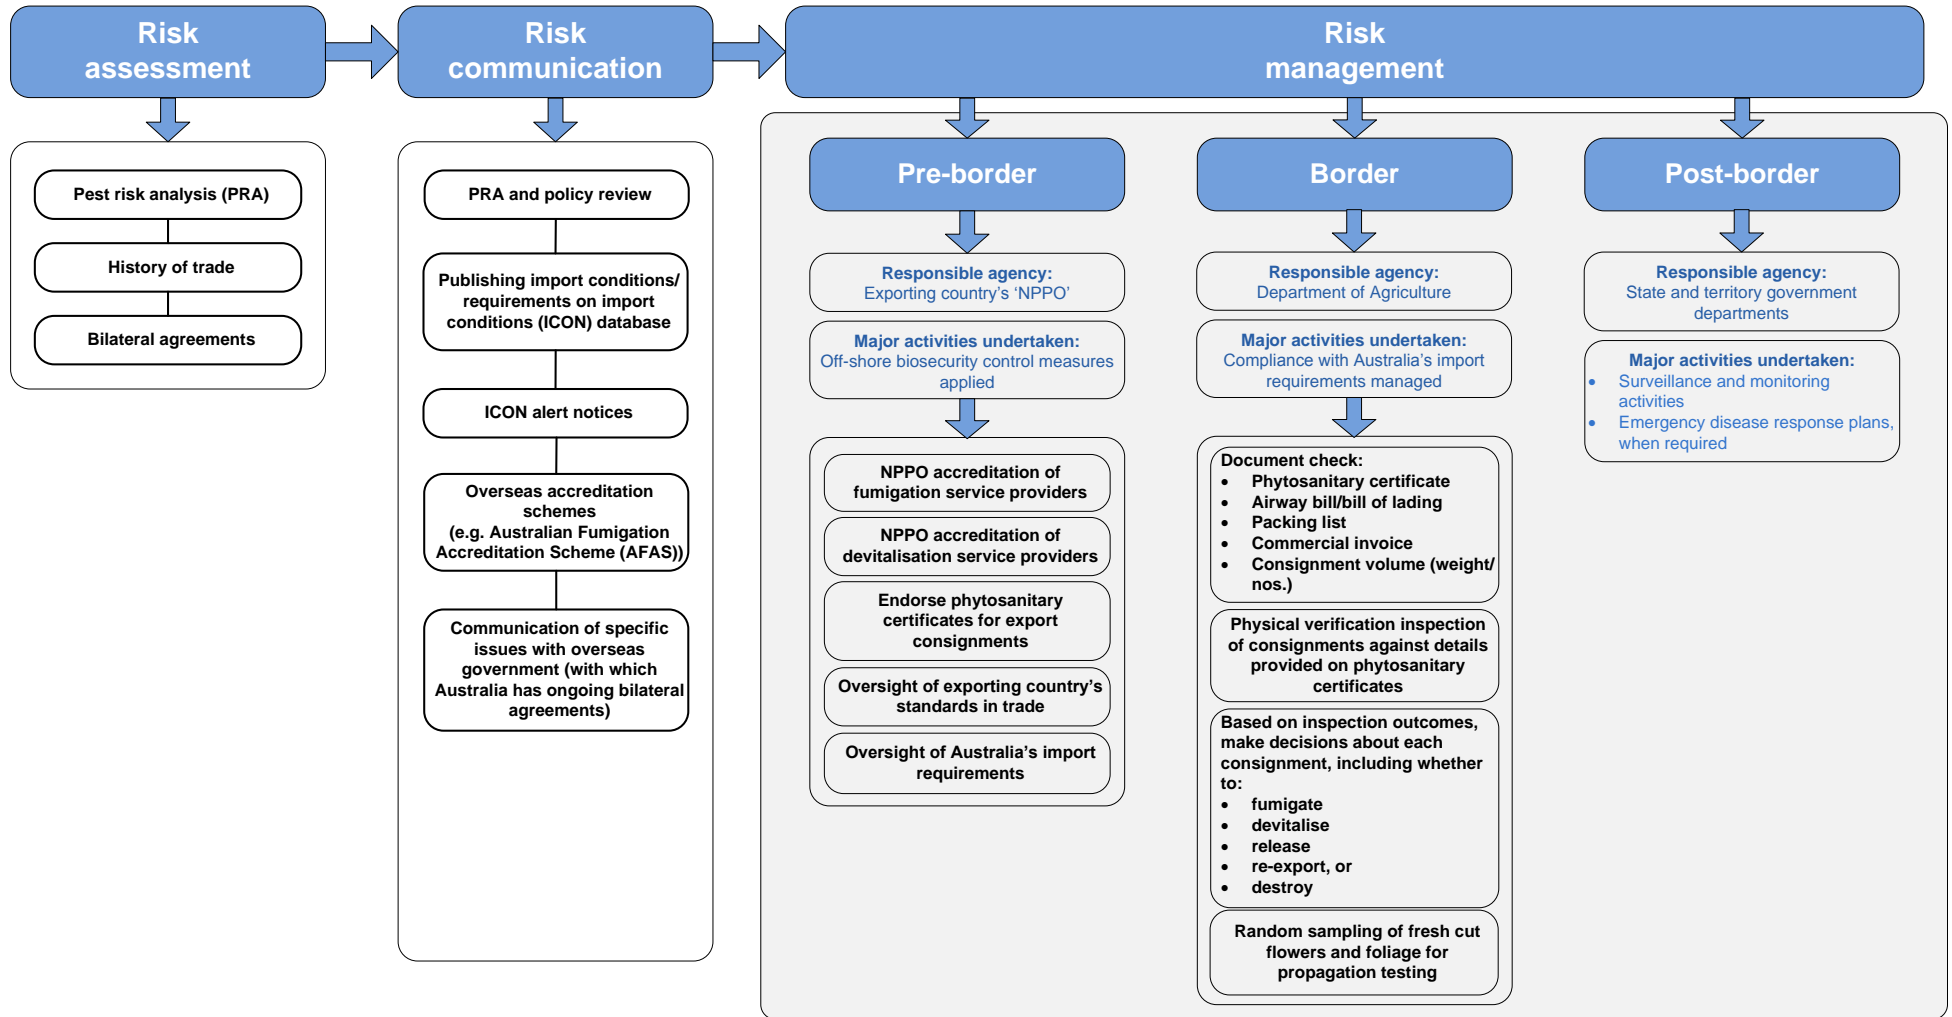 Risk
assessment
Risk
communication
Risk
management
Pest risk analysis (PRA)
History of trade
Bilateral agreements
PRA and policy review
Publishing import conditions/
requirements on import
conditions (ICON) database
ICON alert notices
Overseas accreditation
schemes
(e.g. Australian Fumigation
Accreditation Scheme (AFAS))
Communication of specific
issues with overseas
government (with which
Australia has ongoing bilateral
agreements)
Pre-border
Responsible agency:
Exporting country’s ‘NPPO’
Major activities undertaken:
Off-shore biosecurity control measures
applied
NPPO accreditation of
fumigation service providers
NPPO accreditation of
devitalisation service providers
Endorse phytosanitary
certificates for export
consignments
Oversight of exporting country’s
standards in trade
Oversight of Australia’s import
requirements
Border
Responsible agency:
Department of Agriculture
Major activities undertaken:
Compliance with Australia’s import
requirements managed
Document check:
• Phytosanitary certificate
• Airway bill/bill of lading
• Packing list
• Commercial invoice
• Consignment volume (weight/
nos.)
Physical verification inspection
of consignments against details
provided on phytosanitary
certificates
Based on inspection outcomes,
make decisions about each
consignment, including whether
to:
• fumigate
• devitalise
• release
• re-export, or
• destroy
Random sampling of fresh cut
flowers and foliage for
propagation testing
Post-border
Responsible agency:
State and territory government
departments
Major activities undertaken:
• Surveillance and monitoring
activities
• Emergency disease response plans,
when required